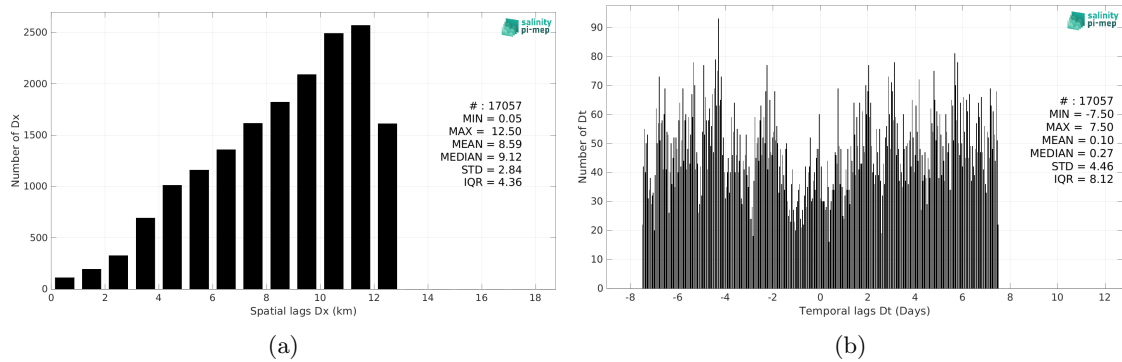 2500
2000
1500
1000
500
0
Number of Dx
0 2 4 6 8 10 12 14 16 18
Spatial lags Dx (km)
salinity
pi-mep
# : 17057
MIN = 0.05
MAX = 12.50
MEAN = 8.59
MEDIAN = 9.12
STD = 2.84
IQR = 4.36
(a)
90
80
70
60
50
40
30
20
10
0
Number of Dt
-8 -6 -4 -2 0 2 4 6 8 10 12
Temporal lags Dt (Days)
salinity
pi-mep
# : 17057
MIN = -7.50
MAX = 7.50
MEAN = 0.10
MEDIAN = 0.27
STD = 4.46
IQR = 8.12
(b)